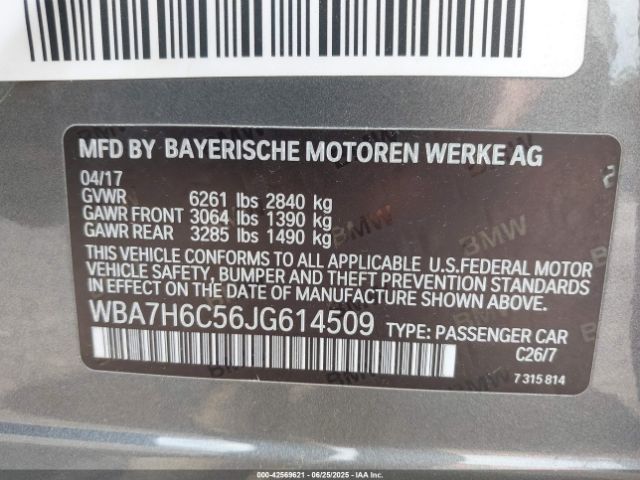 MFD BY BAYERISCHE MOTOREN WERKE AG
04/17
GVWR 6261 lbs 2840 kg
GAWR FRONT 3064 lbs 1390 kg
GAWR REAR 3285 lbs 1490 kg
THIS VEHICLE CONFORMS TO ALL APPLICABLE U.S.FEDERAL MOTOR
VEHICLE SAFETY, BUMPER AND THEFT PREVENTION STANDARDS
IN EFFECT ON THE DATE OF MANUFACTURE SHOWN ABOVE.
WBA7H6C56JG614509 TYPE: PASSENGER CAR
C26/7
7 315 814
000-42569621 - 06/25/2025 - IAAI.COM